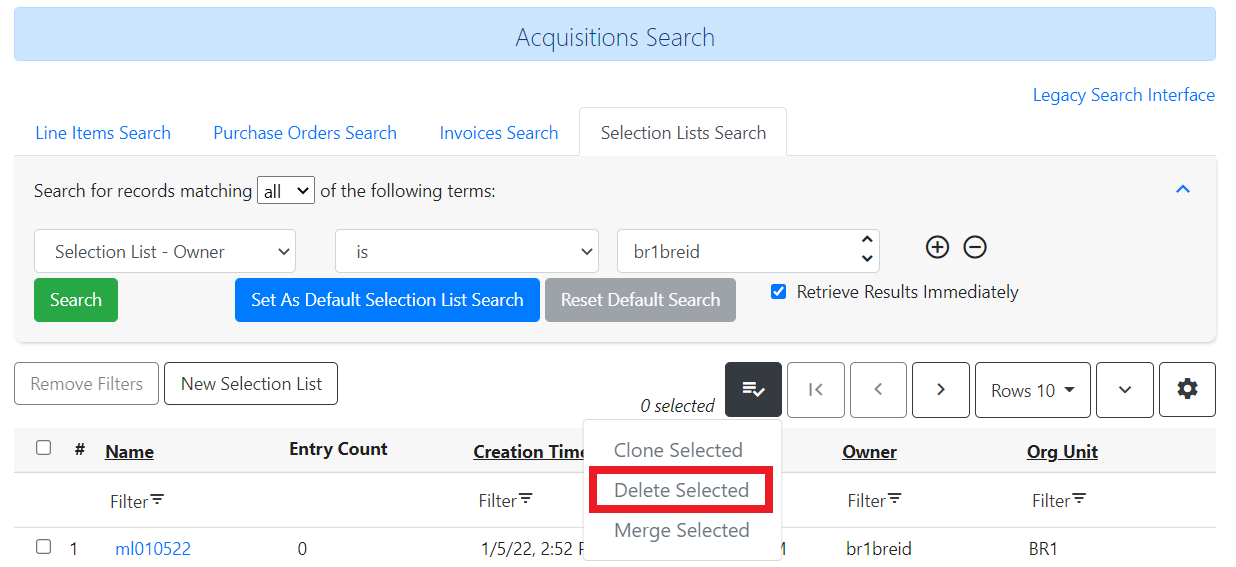 Acquisitions Search
Legacy Search Interface
Line Items Search Purchase Orders Search Invoices Search Selection Lists Search
Search for records matching all of the following terms:
Selection List - Owner is br1breid
Search Set As Default Selection List Search Reset Default Search Retrieve Results Immediately
Remove Filters New Selection List 0 selected Rows 10
# Name Entry Count Creation Time Owner Org Unit
Clone Selected
Filter Filter Delete Selected Filter Filter
Merge Selected
1 ml010522 0 1/5/22, 2:52 br1breid BR1